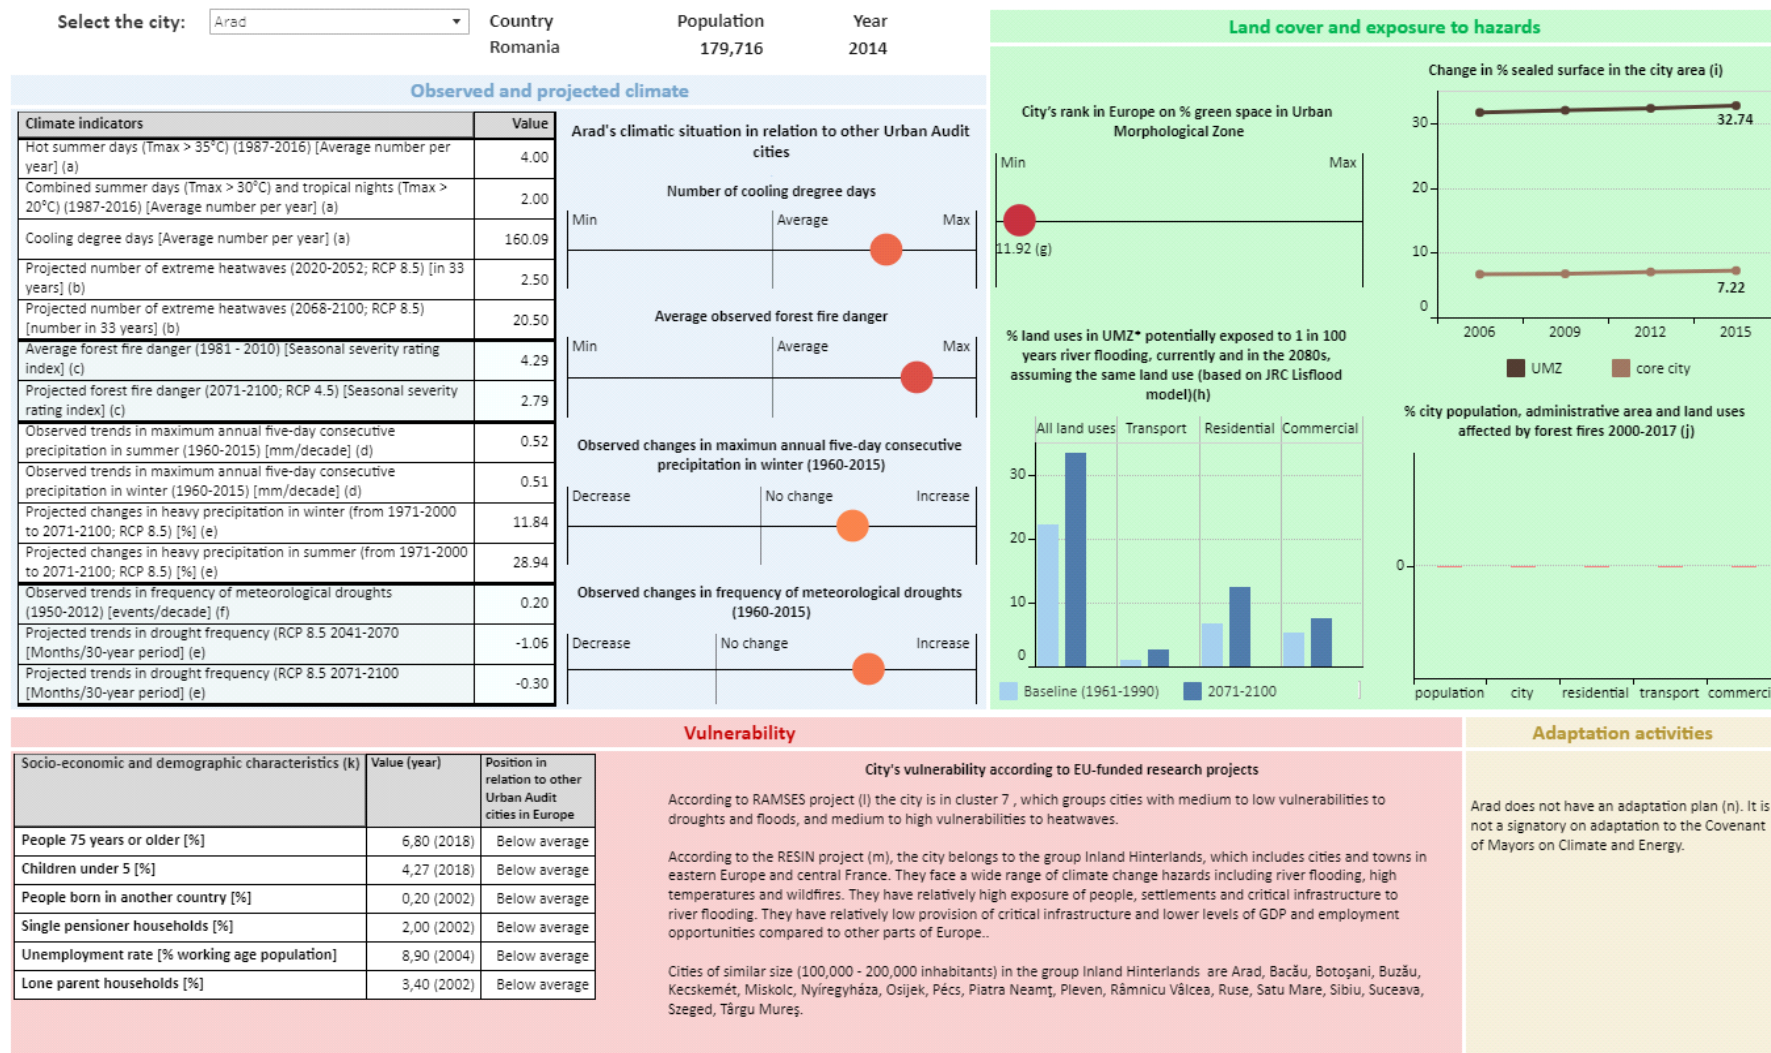 Select the city:
Arad
Country
Population
Year
Romania
179,716
2014
Observed and projected climate
Climate indicators
Value
Hot summer days (Tmax > 35°C) (1987-2016) [Average number per
year] (a)
4.00
Combined summer days (Tmax > 30°C) and tropical nights (Tmax >
20°C) (1987-2016) [Average number per year] (a)
2.00
Cooling degree days [Average number per year] (a)
160.09
Projected number of extreme heatwaves (2020-2052; RCP 8.5) [in 33
years] (b)
2.50
Projected number of extreme heatwaves (2068-2100; RCP 8.5)
[number in 33 years] (b)
20.50
Average forest fire danger (1981 - 2010) [Seasonal severity rating
index] (c)
4.29
Projected forest fire danger (2071-2100; RCP 4.5) [Seasonal severity
rating index] (c)
2.79
Observed trends in maximum annual five-day consecutive
precipitation in summer (1960-2015) [mm/decade] (d)
0.52
Observed trends in maximum annual five-day consecutive
precipitation in winter (1960-2015) [mm/decade] (d)
0.51
Projected changes in heavy precipitation in winter (from 1971-2000
to 2071-2100; RCP 8.5) [%] (e)
11.84
Projected changes in heavy precipitation in summer (from 1971-2000
to 2071-2100; RCP 8.5) [%] (e)
28.94
Observed trends in frequency of meteorological droughts
(1950-2012) [events/decade] (f)
0.20
Projected trends in drought frequency (RCP 8.5 2041-2070
[Months/30-year period] (e)
-1.06
Projected trends in drought frequency (RCP 8.5 2071-2100
[Months/30-year period] (e)
-0.30
Arad's climatic situation in relation to other Urban Audit
cities
Number of cooling dregree days
Min
Average
Max
Average observed forest fire danger
Min
Average
Max
Observed changes in maximun annual five-day consecutive
precipitation in winter (1960-2015)
Decrease
No change
Increase
Observed changes in frequency of meteorological droughts
(1960-2015)
Decrease
No change
Increase
Land cover and exposure to hazards
City's rank in Europe on % green space in Urban
Morphological Zone
Min
Max
11.92 (g)
Change in % sealed surface in the city area (i)
30
20
10
0
32.74
7.22
2006
2009
2012
2015
UMZ
core city
% land uses in UMZ* potentially exposed to 1 in 100
years river flooding, currently and in the 2080s,
assuming the same land use (based on JRC Lisflood
model)(h)
All land uses
Transport
Residential
Commercial
30
20
10
0
Baseline (1961-1990)
2071-2100
% city population, administrative area and land uses
affected by forest fires 2000-2017 (j)
0
population
city
residential
transport
commerci
Vulnerability
Socio-economic and demographic characteristics (k)
Value (year)
Position in
relation to other
Urban Audit
cities in Europe
People 75 years or older [%]
6,80 (2018)
Below average
Children under 5 [%]
4,27 (2018)
Below average
People born in another country [%]
0,20 (2002)
Below average
Single pensioner households [%]
2,00 (2002)
Below average
Unemployment rate [% working age population]
8,90 (2004)
Below average
Lone parent households [%]
3,40 (2002)
Below average
City's vulnerability according to EU-funded research projects
According to RAMSES project (l) the city is in cluster 7 , which groups cities with medium to low vulnerabilities to
droughts and floods, and medium to high vulnerabilities to heatwaves.
According to the RESIN project (m), the city belongs to the group Inland Hinterlands, which includes cities and towns in
eastern Europe and central France. They face a wide range of climate change hazards including river flooding, high
temperatures and wildfires. They have relatively high exposure of people, settlements and critical infrastructure to
river flooding. They have relatively low provision of critical infrastructure and lower levels of GDP and employment
opportunities compared to other parts of Europe..
Cities of similar size (100,000 - 200,000 inhabitants) in the group Inland Hinterlands are Arad, Bacău, Botoşani, Buzău,
Kecskemét, Miskolc, Nyíregyháza, Osijek, Pécs, Piatra Neamţ, Pleven, Râmnicu Vâlcea, Ruse, Satu Mare, Sibiu, Suceava,
Szeged, Târgu Mureş.
Adaptation activities
Arad does not have an adaptation plan (n). It is
not a signatory on adaptation to the Covenant
of Mayors on Climate and Energy.